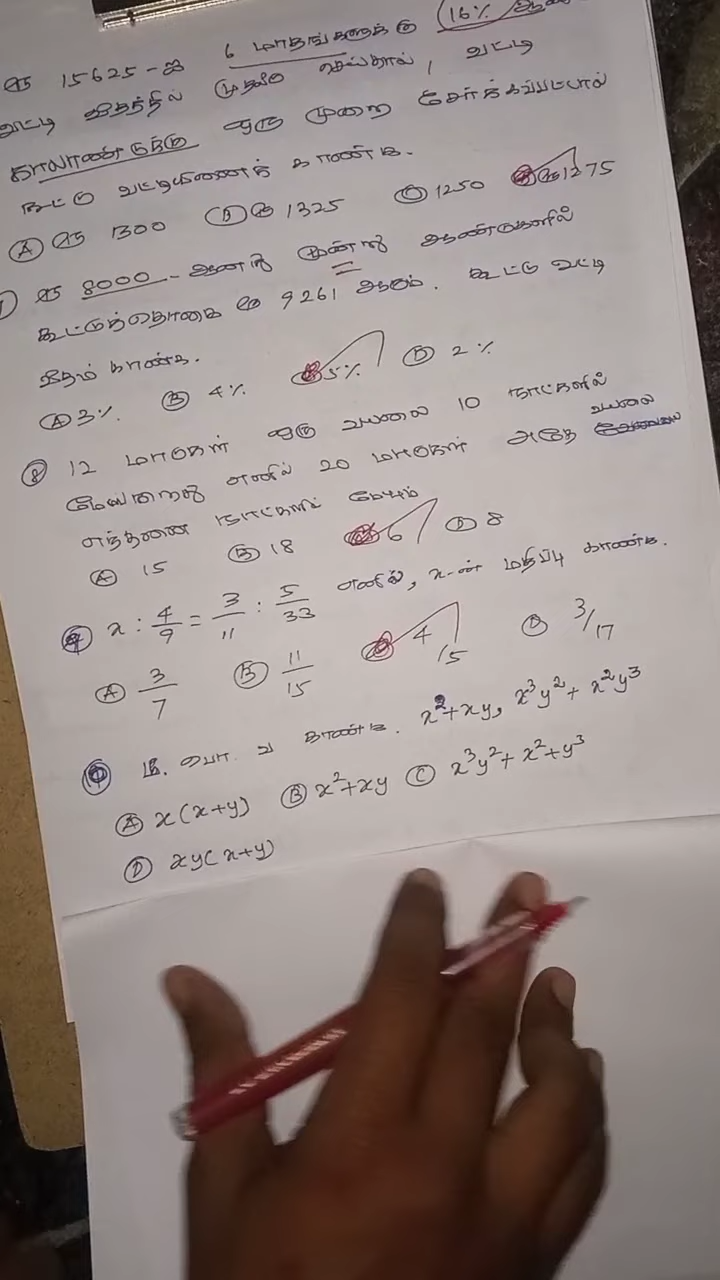 ரூ 15625-ஐ 6 மாதங்களுக்கு (16%
வட்டி வீதத்தில் முதலீடு செய்தால், வட்டி
காலாண்டுக்கு ஒரு முறை சேர்க்கப்பட்டால்
கூட்டு வட்டியினைக் காண்க.
(A) ரூ 1300 (B) ரூ 1325 (C) 1250 ரூ 1275
ரூ 8000-ஆனது மூன்று ஆண்டுகளில்
கூட்டுத்தொகை ரூ 9261 ஆகும். கூட்டு வட்டி
வீதம் காண்க.
(A) 3% (B) 4% 5% (D) 2%
(8) 12 மாடுகள் ஒரு வயலை 10 நாட்களில்
மேய்கிறது எனில் 20 மாடுகள் அதே வயலை
எத்தனை நாட்களில் மேயும்
(A) 15 (B) 18 6 (D) 8
(9) x : 4/9 = 3/11 : 5/33 எனில், x-ன் மதிப்பு காண்க.
(A) 3/7 (B) 11/15 4/15 (D) 3/17
(10) மீ. பொ. வ காண்க. x²+xy, x³y²+x²y³
(A) x(x+y) (B) x²+xy (C) x³y²+x²+y³
(D) xy(x+y)